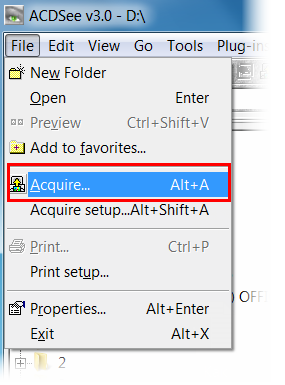 ACDSee v3.0 - D:\
File Edit View Go Tools Plug-in
New Folder
Open Enter
Preview Ctrl+Shift+V
Add to favorites...
Acquire... Alt+A
Acquire setup...Alt+Shift+A
Print... Ctrl+P
Print setup...
Properties... Alt+Enter
) OFFI
Exit Alt+X
2